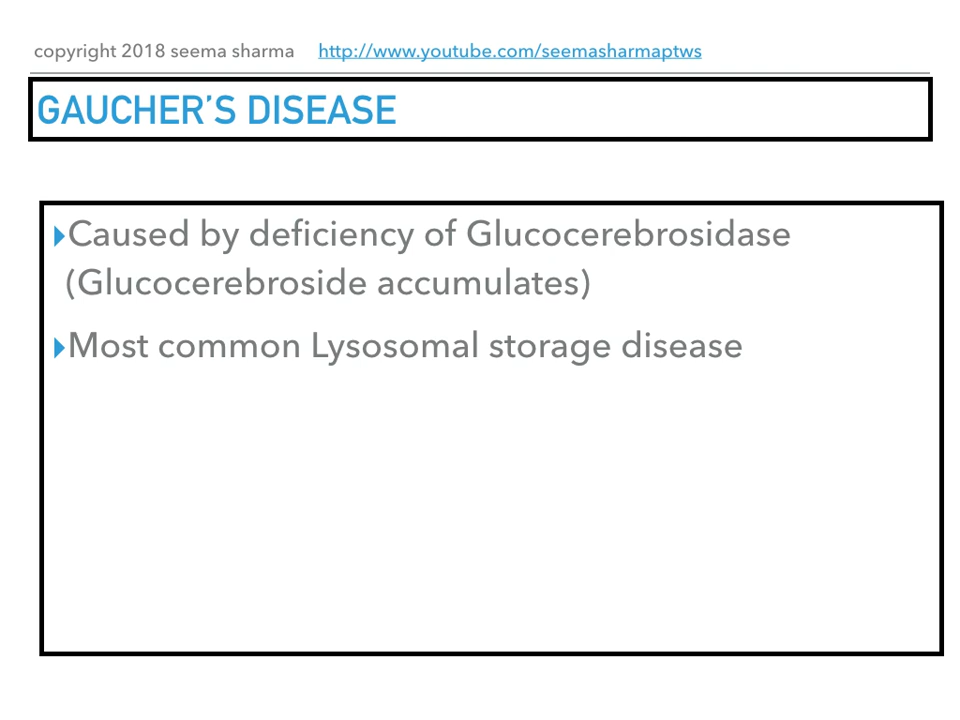 copyright 2018 seema sharma http://www.youtube.com/seemasharmaptws
GAUCHER’S DISEASE
▸Caused by deficiency of Glucocerebrosidase
(Glucocerebroside accumulates)
▸Most common Lysosomal storage disease